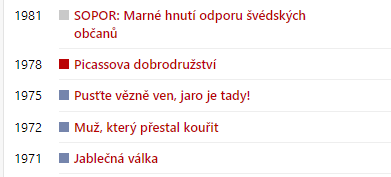 1981 SOPOR: Marné hnutí odporu švédských
občanů
1978 Picassova dobrodružství
1975 Pusťte vězně ven, jaro je tady!
1972 Muž, který přestal kouřit
1971 Jablečná válka